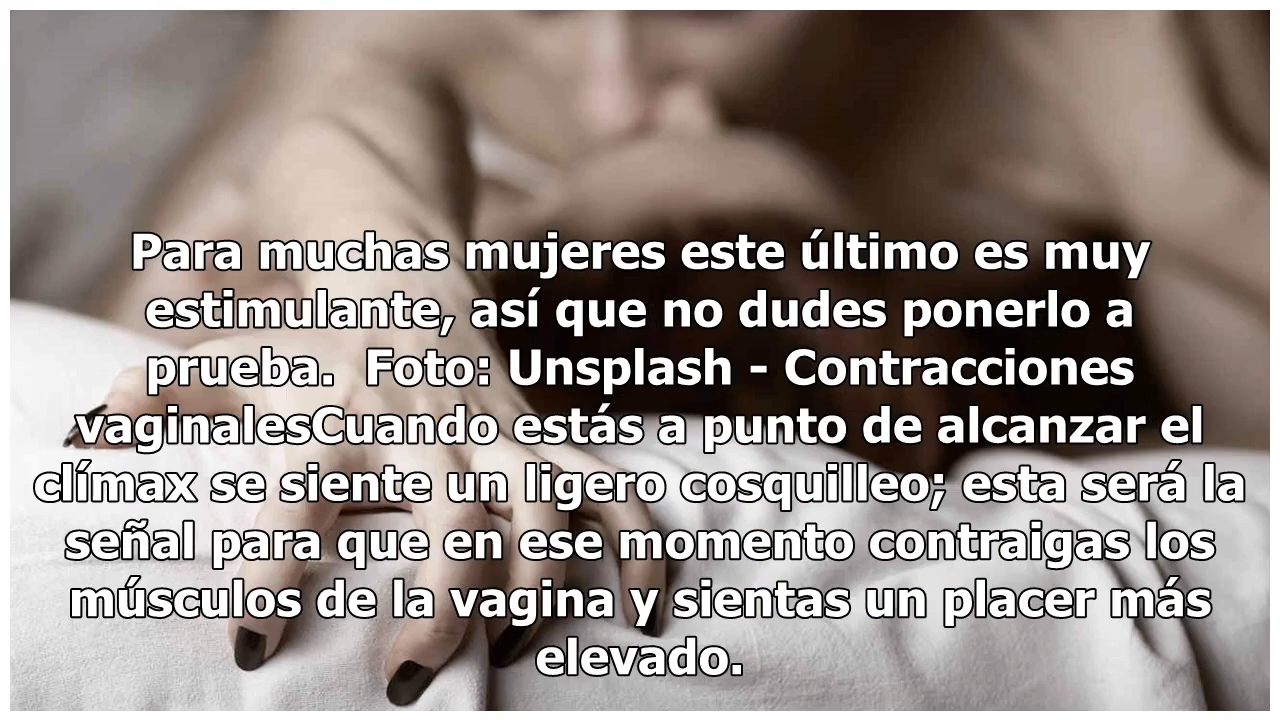 Para muchas mujeres este último es muy
estimulante, así que no dudes ponerlo a
prueba.  Foto: Unsplash - Contracciones
vaginalesCuando estás a punto de alcanzar el
clímax se siente un ligero cosquilleo; esta será la
señal para que en ese momento contraigas los
músculos de la vagina y sientas un placer más
elevado.